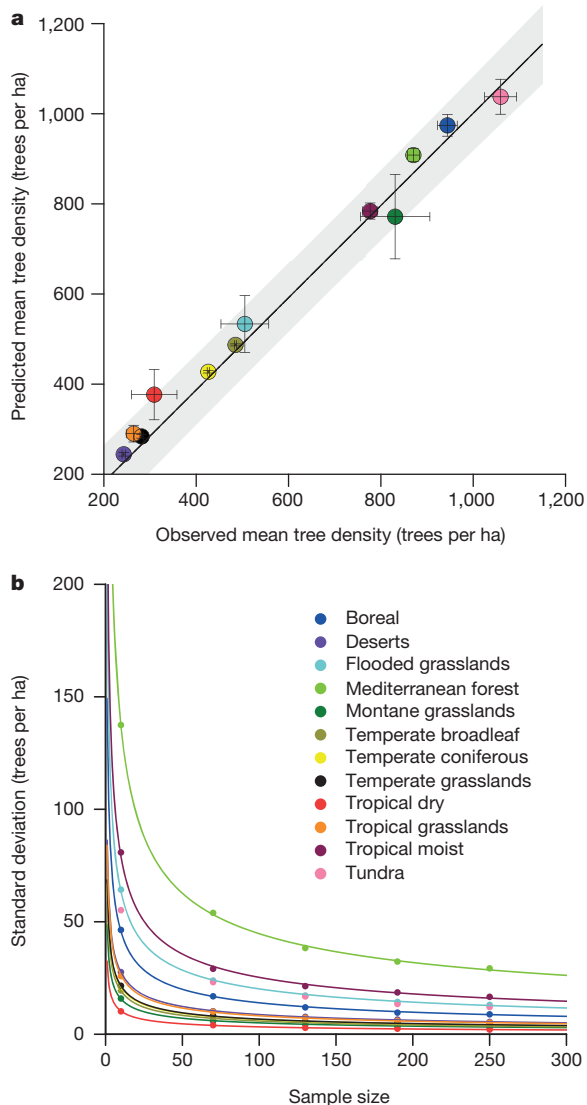 a
1,200
1,000
800
600
400
200
Predicted mean tree density (trees per ha)
200
400
600
800
1,000
1,200
Observed mean tree density (trees per ha)
b
200
150
100
50
0
Standard deviation (trees per ha)
Boreal
Deserts
Flooded grasslands
Mediterranean forest
Montane grasslands
Temperate broadleaf
Temperate coniferous
Temperate grasslands
Tropical dry
Tropical grasslands
Tropical moist
Tundra
0
50
100
150
200
250
300
Sample size